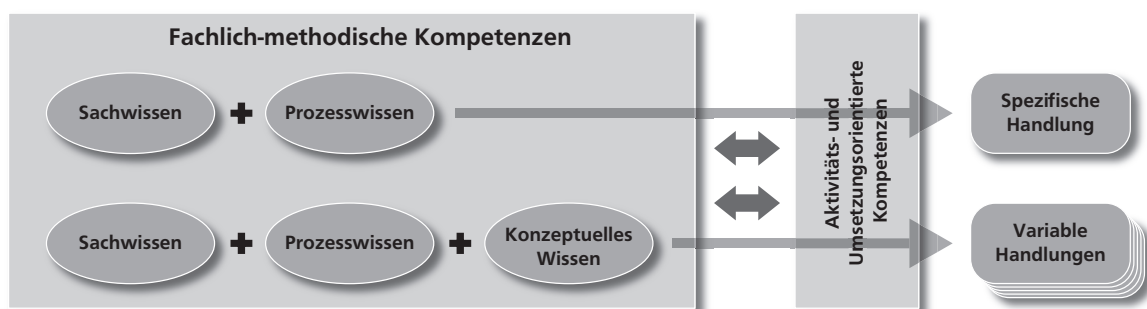 Fachlich-methodische Kompetenzen
Sachwissen + Prozesswissen
Sachwissen + Prozesswissen + Konzeptuelles
Wissen
Aktivitäts- und
Umsetzungsorientierte
Kompetenzen
Spezifische
Handlung
Variable
Handlungen